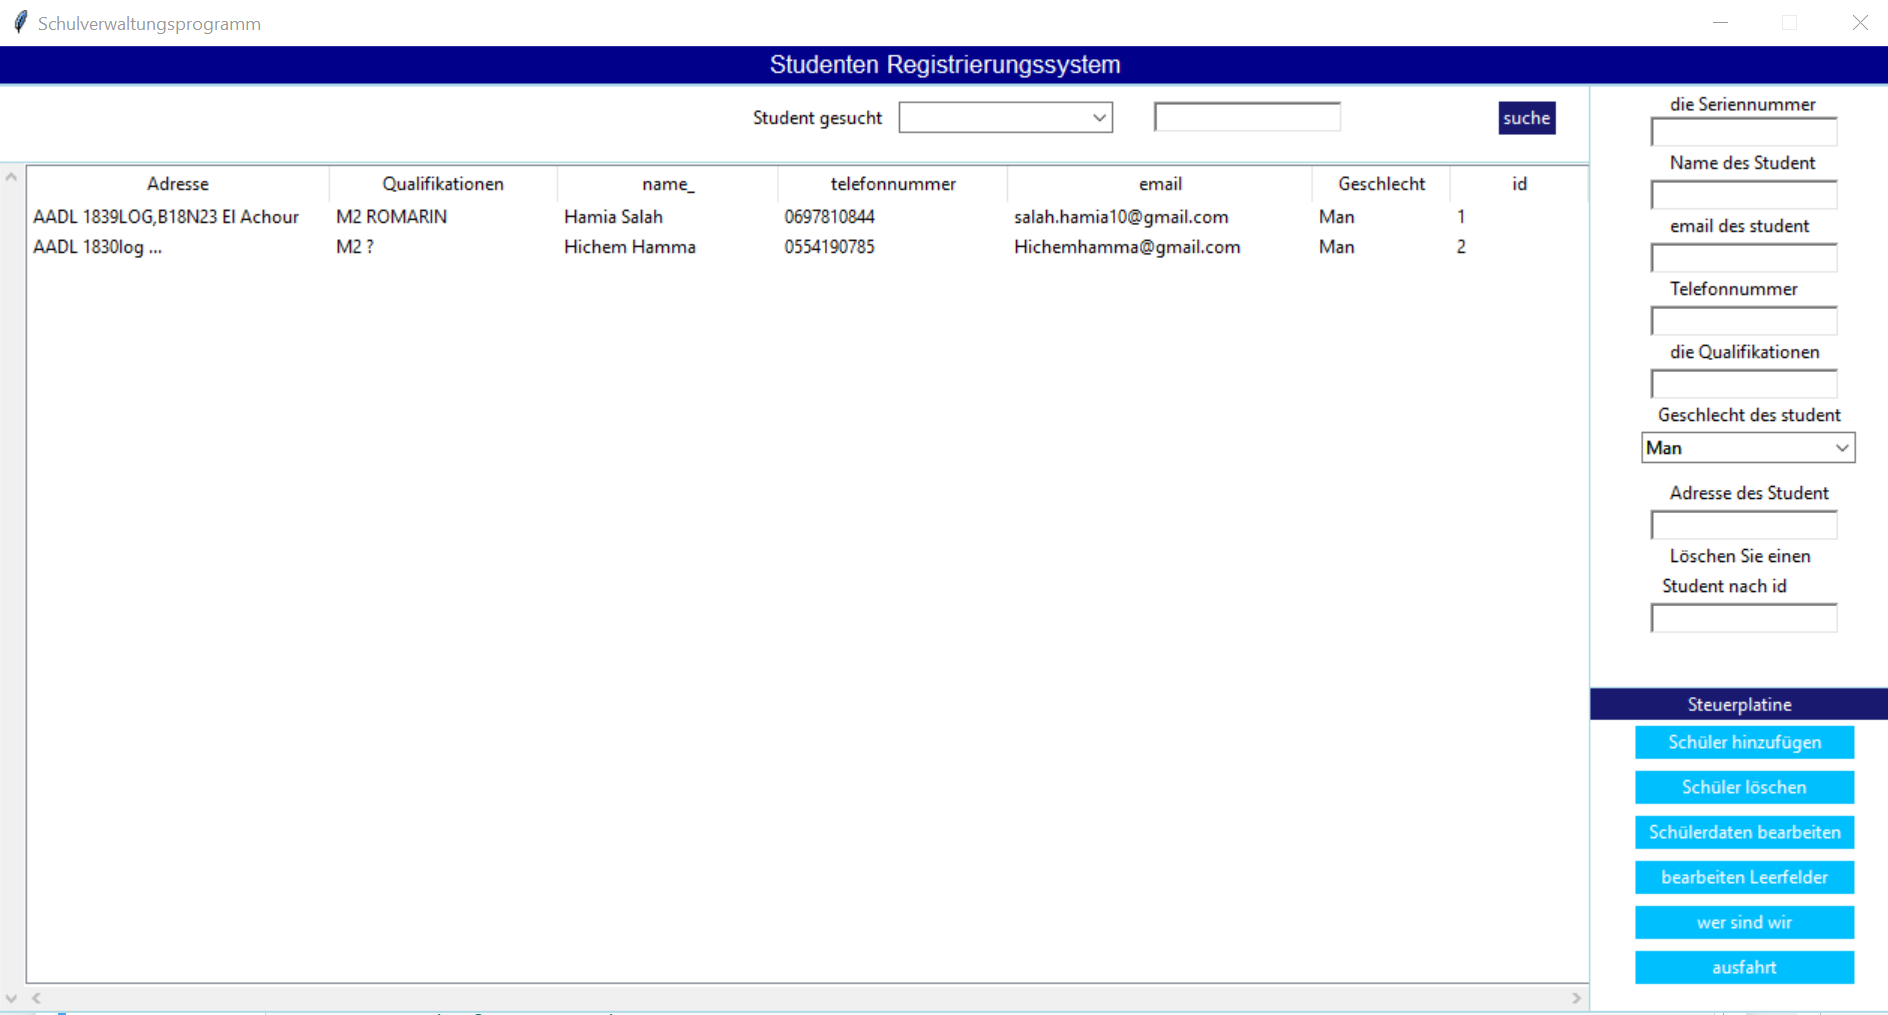 Schulverwaltungsprogramm
Studenten Registrierungssystem
Student gesucht suche
Adresse Qualifikationen name_ telefonnummer email Geschlecht id
AADL 1839LOG,B18N23 El Achour M2 ROMARIN Hamia Salah 0697810844 salah.hamia10@gmail.com Man 1
AADL 1830log ... M2 ? Hichem Hamma 0554190785 Hichemhamma@gmail.com Man 2
die Seriennummer
Name des Student
email des student
Telefonnummer
die Qualifikationen
Geschlecht des student
Man
Adresse des Student
Löschen Sie einen
Student nach id
Steuerplatine
Schüler hinzufügen
Schüler löschen
Schülerdaten bearbeiten
bearbeiten Leerfelder
wer sind wir
ausfahrt